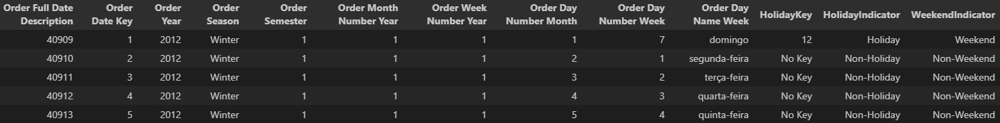 Order Full Date Description Order Date Key Order Year Order Season Order Semester Order Month Number Year Order Week Number Year Order Day Number Month Order Day Number Week Order Day Name Week HolidayKey HolidayIndicator WeekendIndicator
40909 1 2012 Winter 1 1 1 1 7 domingo 12 Holiday Weekend
40910 2 2012 Winter 1 1 1 2 1 segunda-feira No Key Non-Holiday Non-Weekend
40911 3 2012 Winter 1 1 1 3 2 terça-feira No Key Non-Holiday Non-Weekend
40912 4 2012 Winter 1 1 1 4 3 quarta-feira No Key Non-Holiday Non-Weekend
40913 5 2012 Winter 1 1 1 5 4 quinta-feira No Key Non-Holiday Non-Weekend